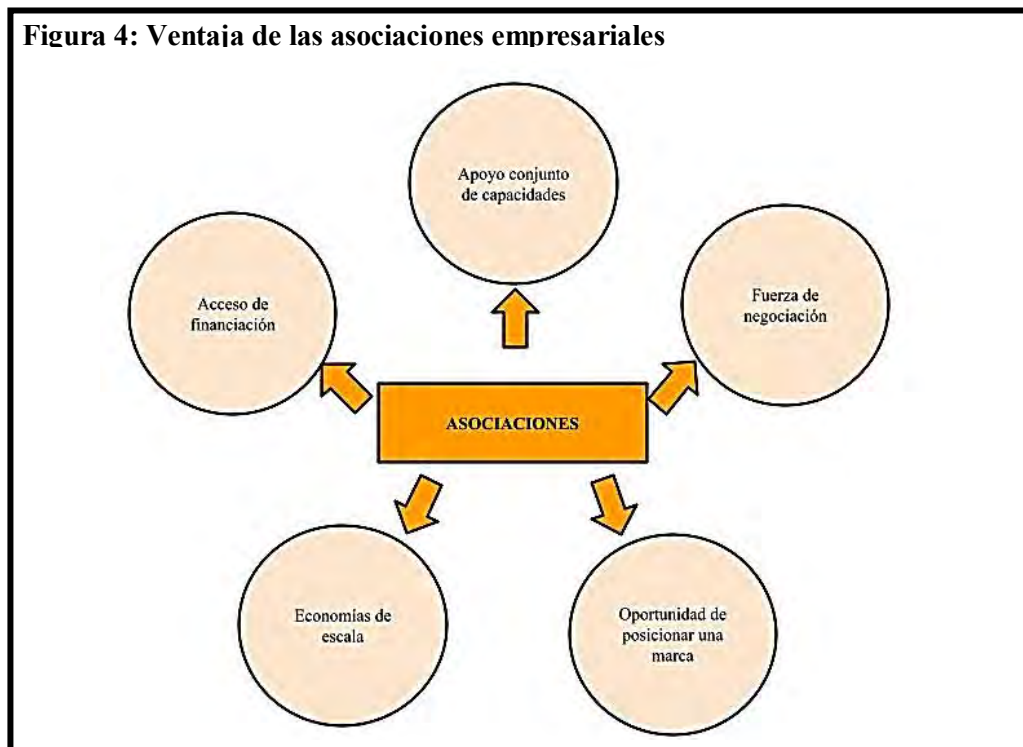 Figura 4: Ventaja de las asociaciones empresariales
Apoyo conjunto
de capacidades
Acceso de
financiación
Fuerza de
negociación
ASOCIACIONES
Economías de
escala
Oportunidad de
posicionar una
marca